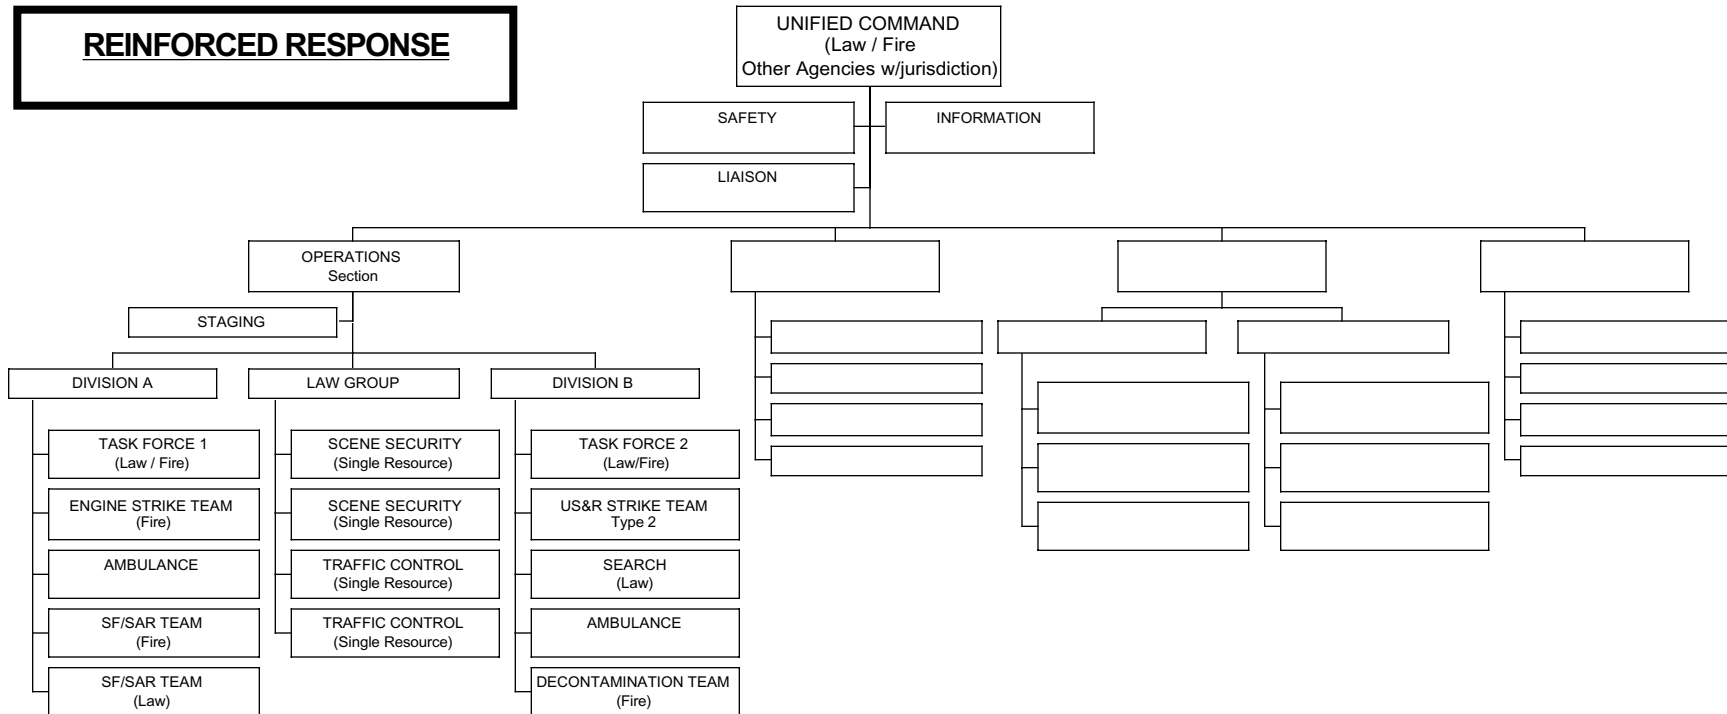 REINFORCED RESPONSE
UNIFIED COMMAND
(Law / Fire
Other Agencies w/jurisdiction)
SAFETY
INFORMATION
LIAISON
OPERATIONS
Section
STAGING
DIVISION A
LAW GROUP
DIVISION B
TASK FORCE 1
(Law / Fire)
ENGINE STRIKE TEAM
(Fire)
AMBULANCE
SF/SAR TEAM
(Fire)
SF/SAR TEAM
(Law)
SCENE SECURITY
(Single Resource)
SCENE SECURITY
(Single Resource)
TRAFFIC CONTROL
(Single Resource)
TRAFFIC CONTROL
(Single Resource)
TASK FORCE 2
(Law/Fire)
US&R STRIKE TEAM
Type 2
SEARCH
(Law)
AMBULANCE
DECONTAMINATION TEAM
(Fire)